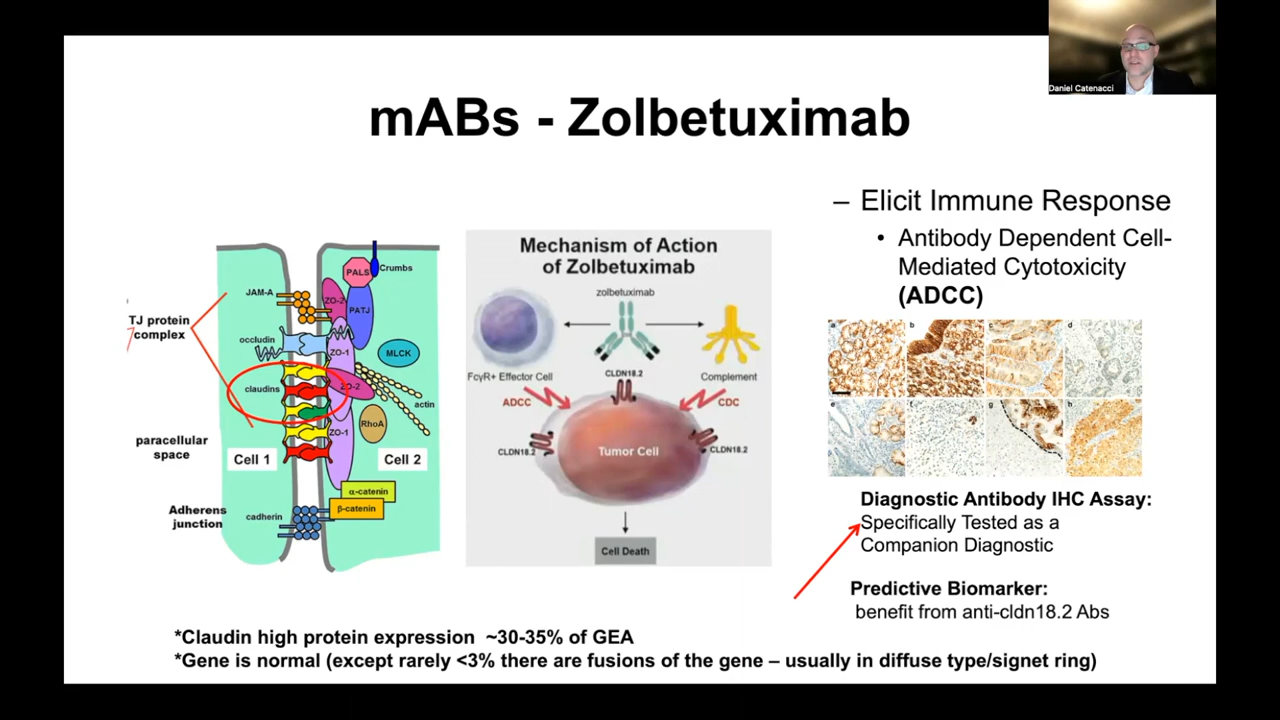 Daniel Catenacci
mABs - Zolbetuximab
– Elicit Immune Response
• Antibody Dependent Cell-
Mediated Cytotoxicity
(ADCC)
JAM-A
TJ protein
complex
occludin
claudins
paracellular
space
Cell 1
Adherens
junction
cadherin
PALS
Crumbs
ZO-2
PATJ
ZO-1
MLCK
ZO-2
actin
RhoA
ZO-1
Cell 2
α-catenin
β-catenin
Mechanism of Action
of Zolbetuximab
zolbetuximab
FcγR+ Effector Cell
CLDN18.2
Complement
ADCC
CDC
CLDN18.2
Tumor Cell
CLDN18.2
Cell Death
a b c d
e f g h
Diagnostic Antibody IHC Assay:
Specifically Tested as a
Companion Diagnostic
Predictive Biomarker:
benefit from anti-cldn18.2 Abs
*Claudin high protein expression ~30-35% of GEA
*Gene is normal (except rarely <3% there are fusions of the gene – usually in diffuse type/signet ring)